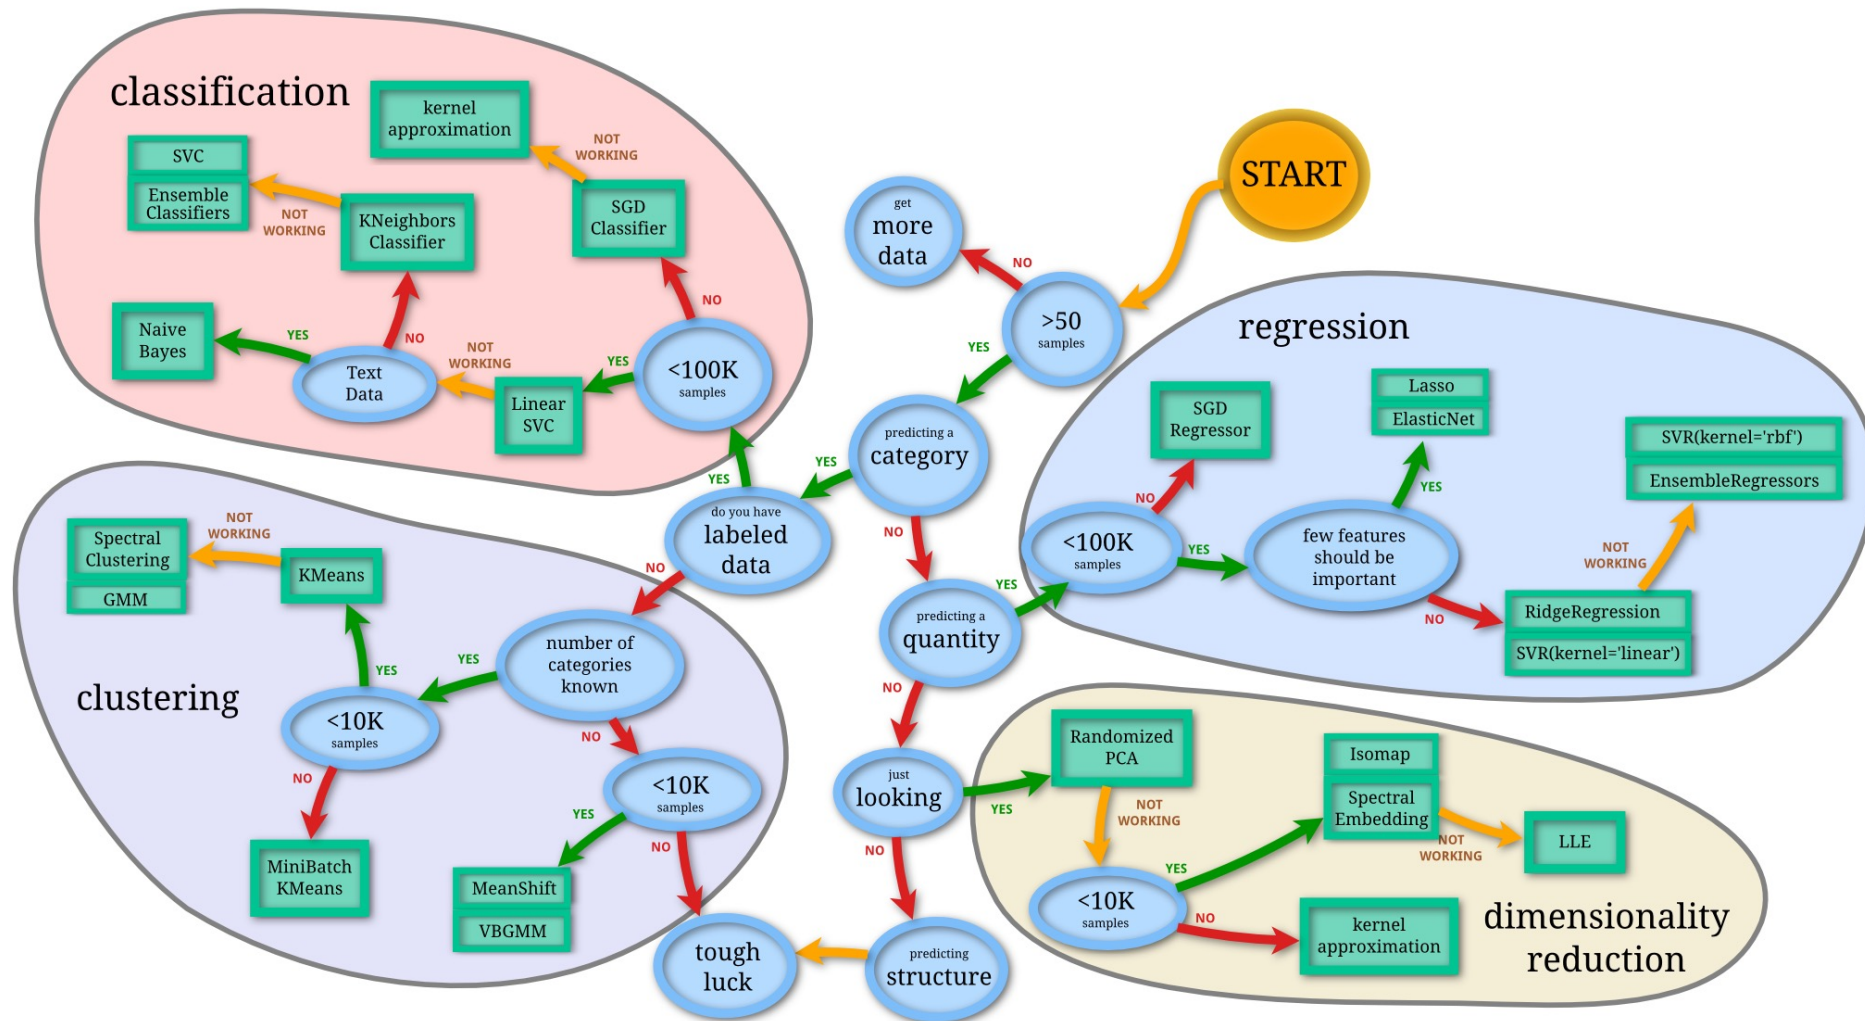 classification
kernel
approximation
NOT
WORKING
SVC
Ensemble
Classifiers
NOT
WORKING
KNeighbors
Classifier
SGD
Classifier
NO
Naive
Bayes
YES
Text
Data
NO
NOT
WORKING
Linear
SVC
YES
<100K
samples
START
get
more
data
NO
>50
samples
YES
predicting a
category
YES
do you have
labeled
data
YES
NO
NO
predicting a
quantity
YES
NO
just
looking
YES
NO
predicting
structure
tough
luck
regression
SGD
Regressor
NO
<100K
samples
YES
few features
should be
important
YES
Lasso
ElasticNet
NO
RidgeRegression
SVR(kernel='linear')
NOT
WORKING
SVR(kernel='rbf')
EnsembleRegressors
clustering
Spectral
Clustering
GMM
NOT
WORKING
KMeans
YES
<10K
samples
YES
number of
categories
known
NO
MiniBatch
KMeans
NO
<10K
samples
YES
MeanShift
VBGMM
NO
Randomized
PCA
NOT
WORKING
<10K
samples
YES
Isomap
Spectral
Embedding
NOT
WORKING
LLE
NO
kernel
approximation
dimensionality
reduction